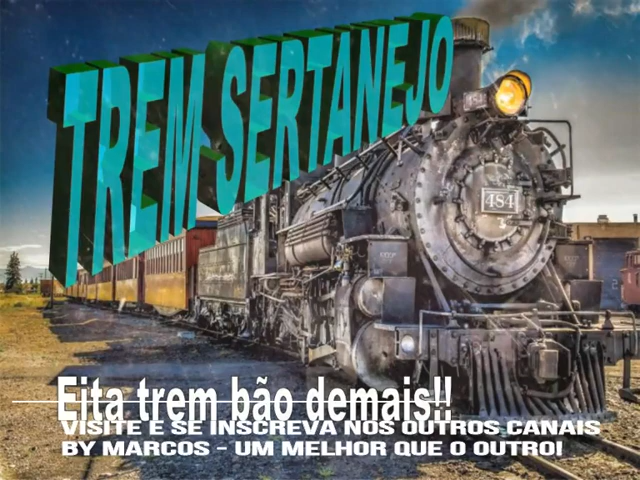 TREM SERTANEJO
484
Eita trem bão demais!!
VISITE E SE INSCREVA NOS OUTROS CANAIS
BY MARCOS - UM MELHOR QUE O OUTRO!